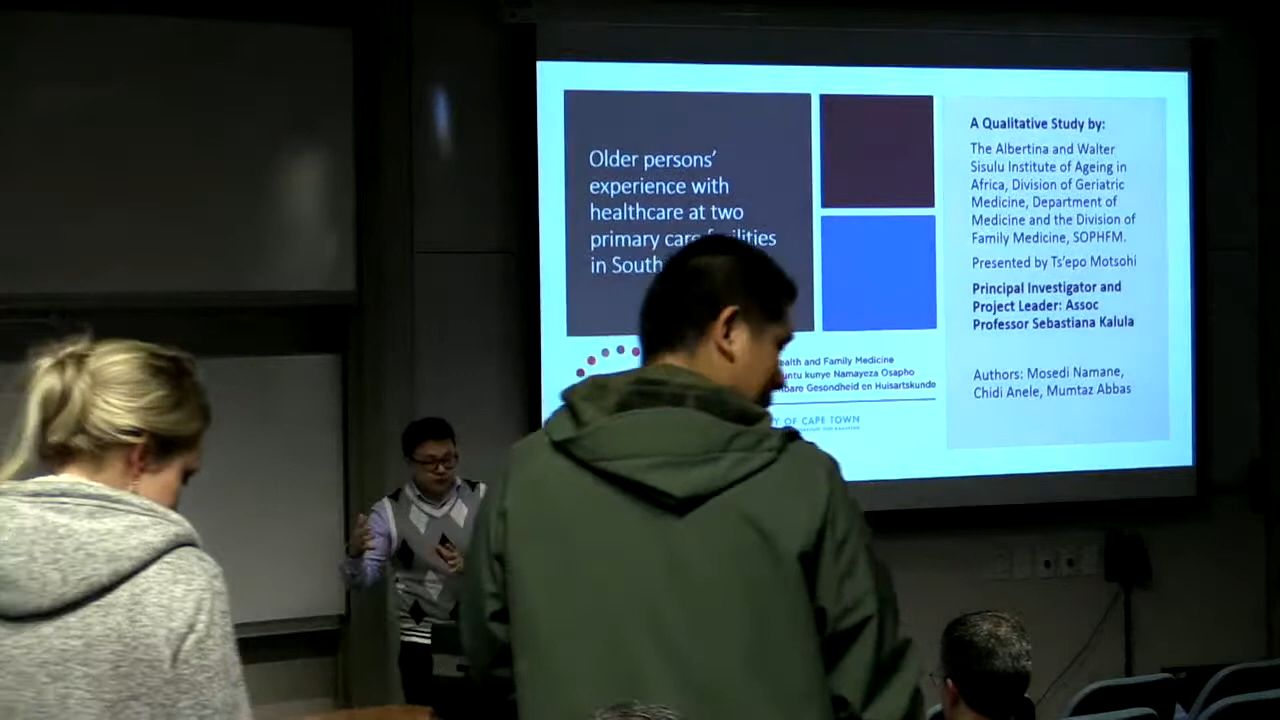 Older persons'
experience with
healthcare at two
primary care facilities
in South
A Qualitative Study by:
The Albertina and Walter
Sisulu Institute of Ageing in
Africa, Division of Geriatric
Medicine, Department of
Medicine and the Division of
Family Medicine, SOPHFM.
Presented by Ts'epo Motsohi
Principal Investigator and
Project Leader: Assoc
Professor Sebastiana Kalula
Authors: Mosedi Namane,
Chidi Anele, Mumtaz Abbas
ealth and Family Medicine
untu kunye Namayeza Osapho
bare Gesondheid en Huisartskunde
Y OF CAPE TOWN